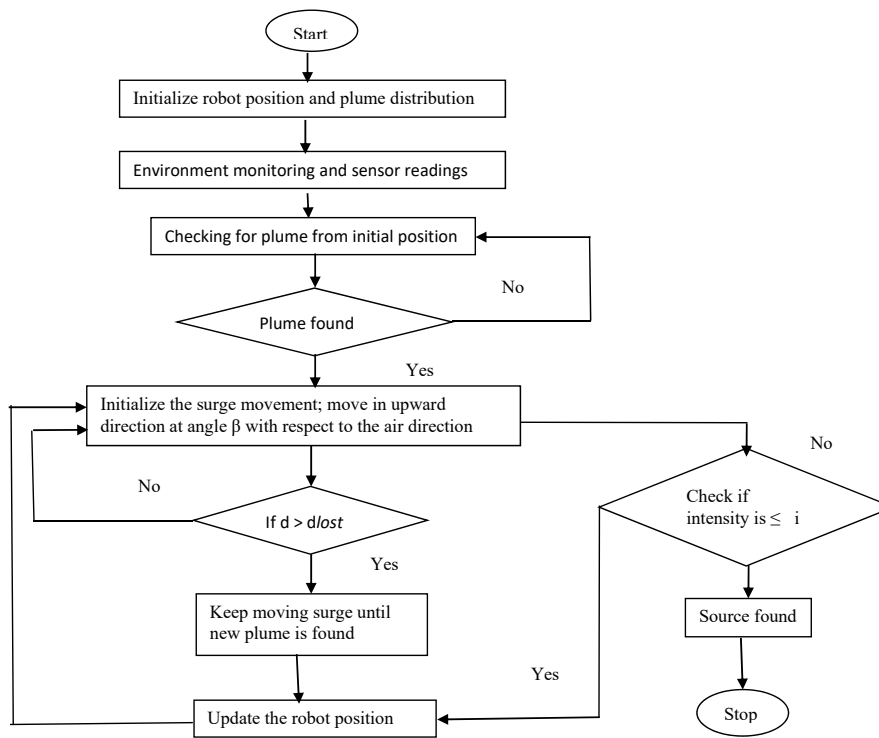 Start
Initialize robot position and plume distribution
Environment monitoring and sensor readings
Checking for plume from initial position
No
Plume found
Yes
Initialize the surge movement; move in upward
direction at angle β with respect to the air direction
No
No
If d > dlost
Check if
intensity is ≤ i
Yes
Keep moving surge until
new plume is found
Source found
Yes
Update the robot position
Stop